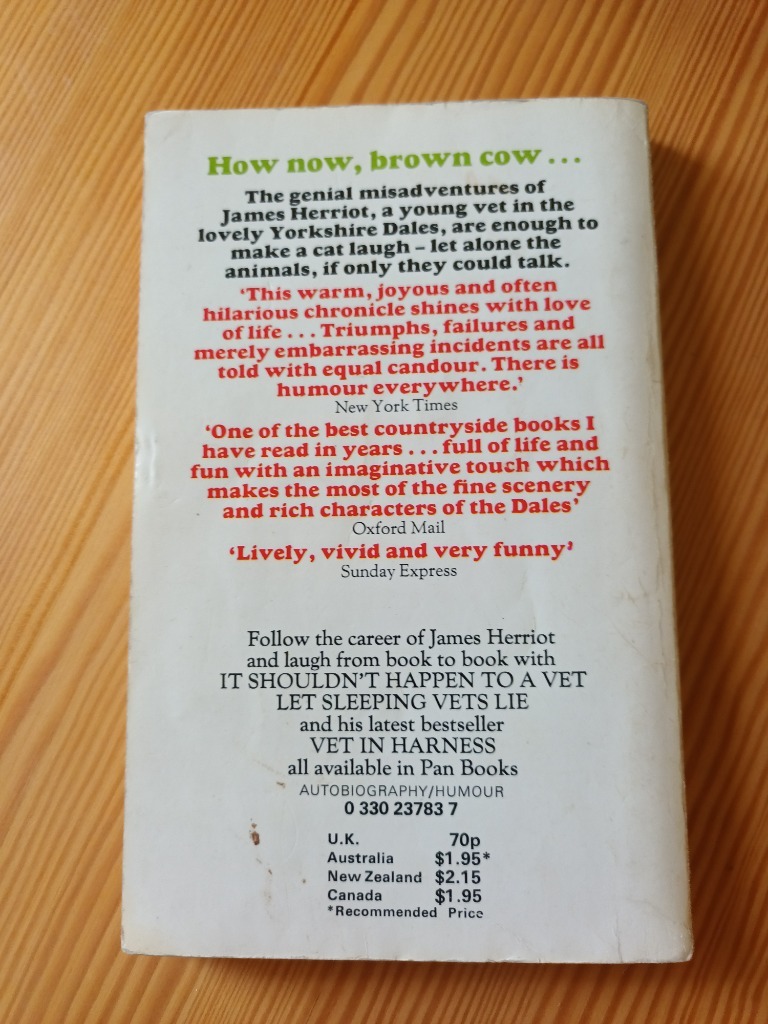 How now, brown cow...
The genial misadventures of
James Herriot, a young vet in the
lovely Yorkshire Dales, are enough to
make a cat laugh – let alone the
animals, if only they could talk.
‘This warm, joyous and often
hilarious chronicle shines with love
of life... Triumphs, failures and
merely embarrassing incidents are all
told with equal candour. There is
humour everywhere.’
New York Times
‘One of the best countryside books I
have read in years... full of life and
fun with an imaginative touch which
makes the most of the fine scenery
and rich characters of the Dales’
Oxford Mail
‘Lively, vivid and very funny’
Sunday Express
Follow the career of James Herriot
and laugh from book to book with
IT SHOULDN'T HAPPEN TO A VET
LET SLEEPING VETS LIE
and his latest bestseller
VET IN HARNESS
all available in Pan Books
AUTOBIOGRAPHY/HUMOUR
0 330 23783 7
U.K. 70p
Australia $1.95*
New Zealand $2.15
Canada $1.95
*Recommended Price